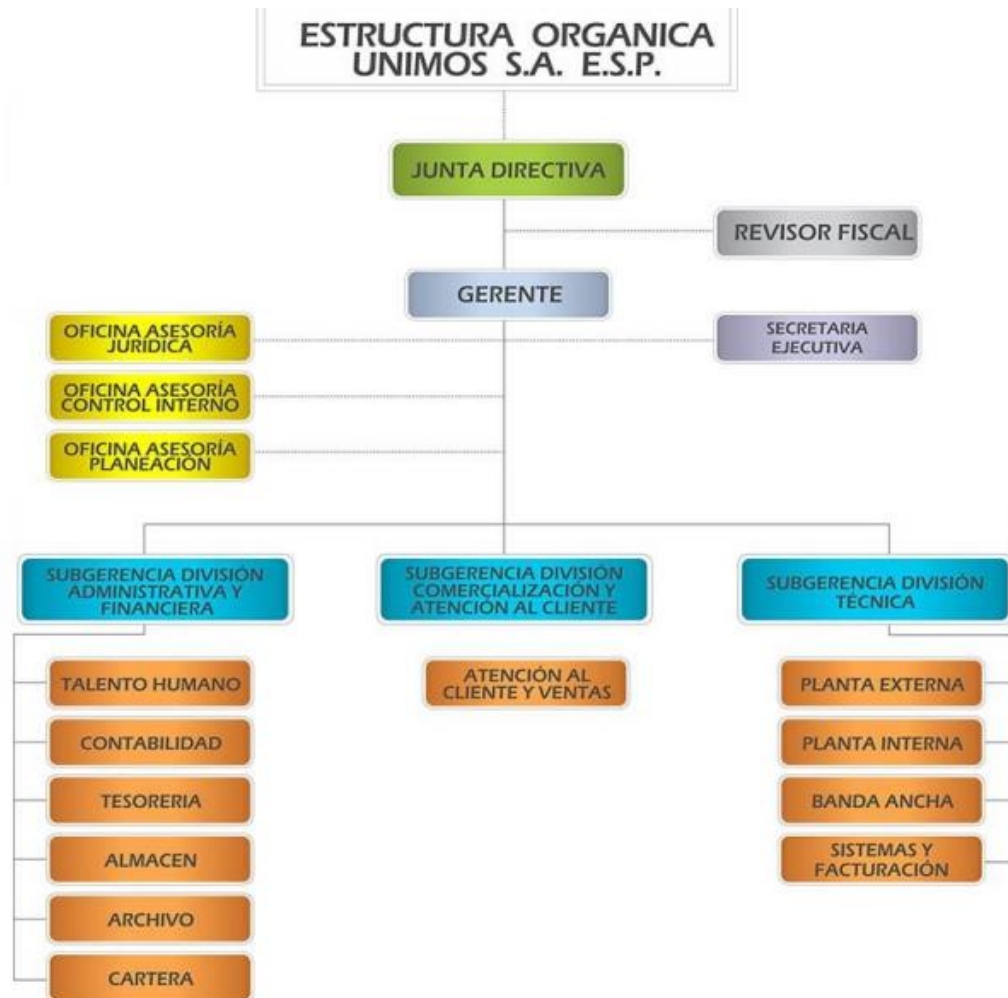 ESTRUCTURA ORGANICA
UNIMOS S.A. E.S.P.
JUNTA DIRECTIVA
REVISOR FISCAL
GERENTE
OFICINA ASESORÍA
JURIDICA
SECRETARIA
EJECUTIVA
OFICINA ASESORÍA
CONTROL INTERNO
OFICINA ASESORÍA
PLANEACIÓN
SUBGERENCIA DIVISIÓN
ADMINISTRATIVA Y
FINANCIERA
SUBGERENCIA DIVISIÓN
COMERCIALIZACIÓN Y
ATENCIÓN AL CLIENTE
SUBGERENCIA DIVISIÓN
TÉCNICA
TALENTO HUMANO
CONTABILIDAD
TESORERIA
ALMACEN
ARCHIVO
CARTERA
ATENCIÓN AL
CLIENTE Y VENTAS
PLANTA EXTERNA
PLANTA INTERNA
BANDA ANCHA
SISTEMAS Y
FACTURACIÓN